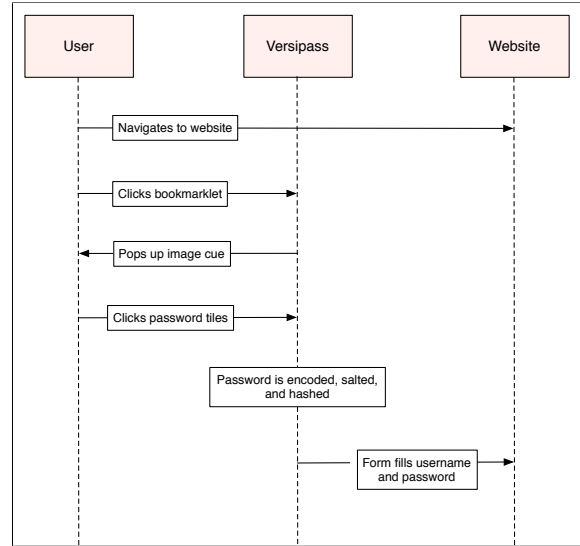 User
Versipass
Website
Navigates to website
Clicks bookmarklet
Pops up image cue
Clicks password tiles
Password is encoded, salted,
and hashed
Form fills username
and password